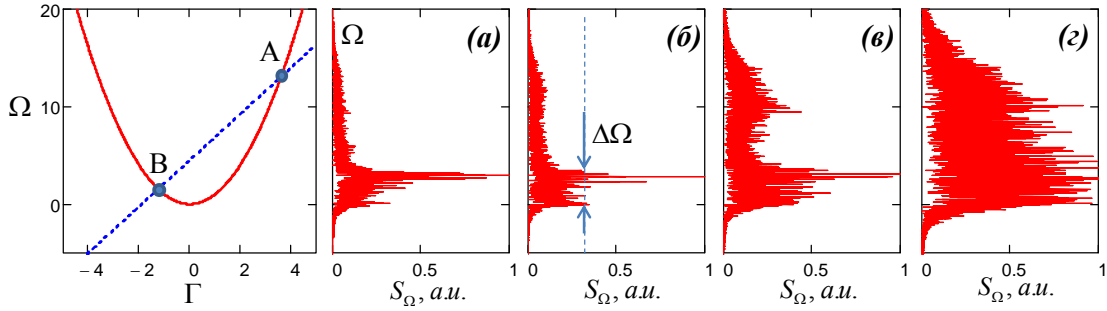 20
10
0
Ω
A
B
−4 −2 0 2 4
Γ
Ω
(а)
0 0.5 1
S_Ω, а.и.
(б)
ΔΩ
0 0.5 1
S_Ω, а.и.
(в)
0 0.5 1
S_Ω, а.и.
(г)
0 0.5 1
S_Ω, а.и.